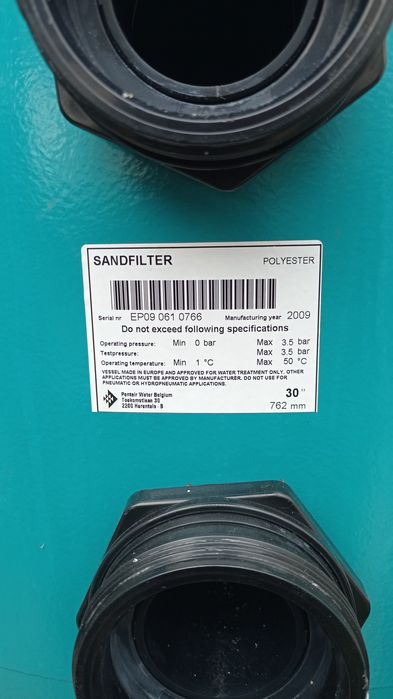 SANDFILTER POLYESTER
Serial nr EP09 061 0766 Manufacturing year 2009
Do not exceed following specifications
Operating pressure: Min 0 bar Max 3.5 bar
Testpressure: Max 3.5 bar
Operating temperature: Min 1 °C Max 50 °C
VESSEL MADE IN EUROPE AND APPROVED FOR WATER TREATMENT ONLY. OTHER
APPLICATIONS MUST BE APPROVED BY MANUFACTURER. DO NOT USE FOR
PNEUMATIC OR HYDROPNEUMATIC APPLICATIONS.
Pentair Water Belgium
Toekomstlaan 30
2200 Herentals - B
30"
762 mm